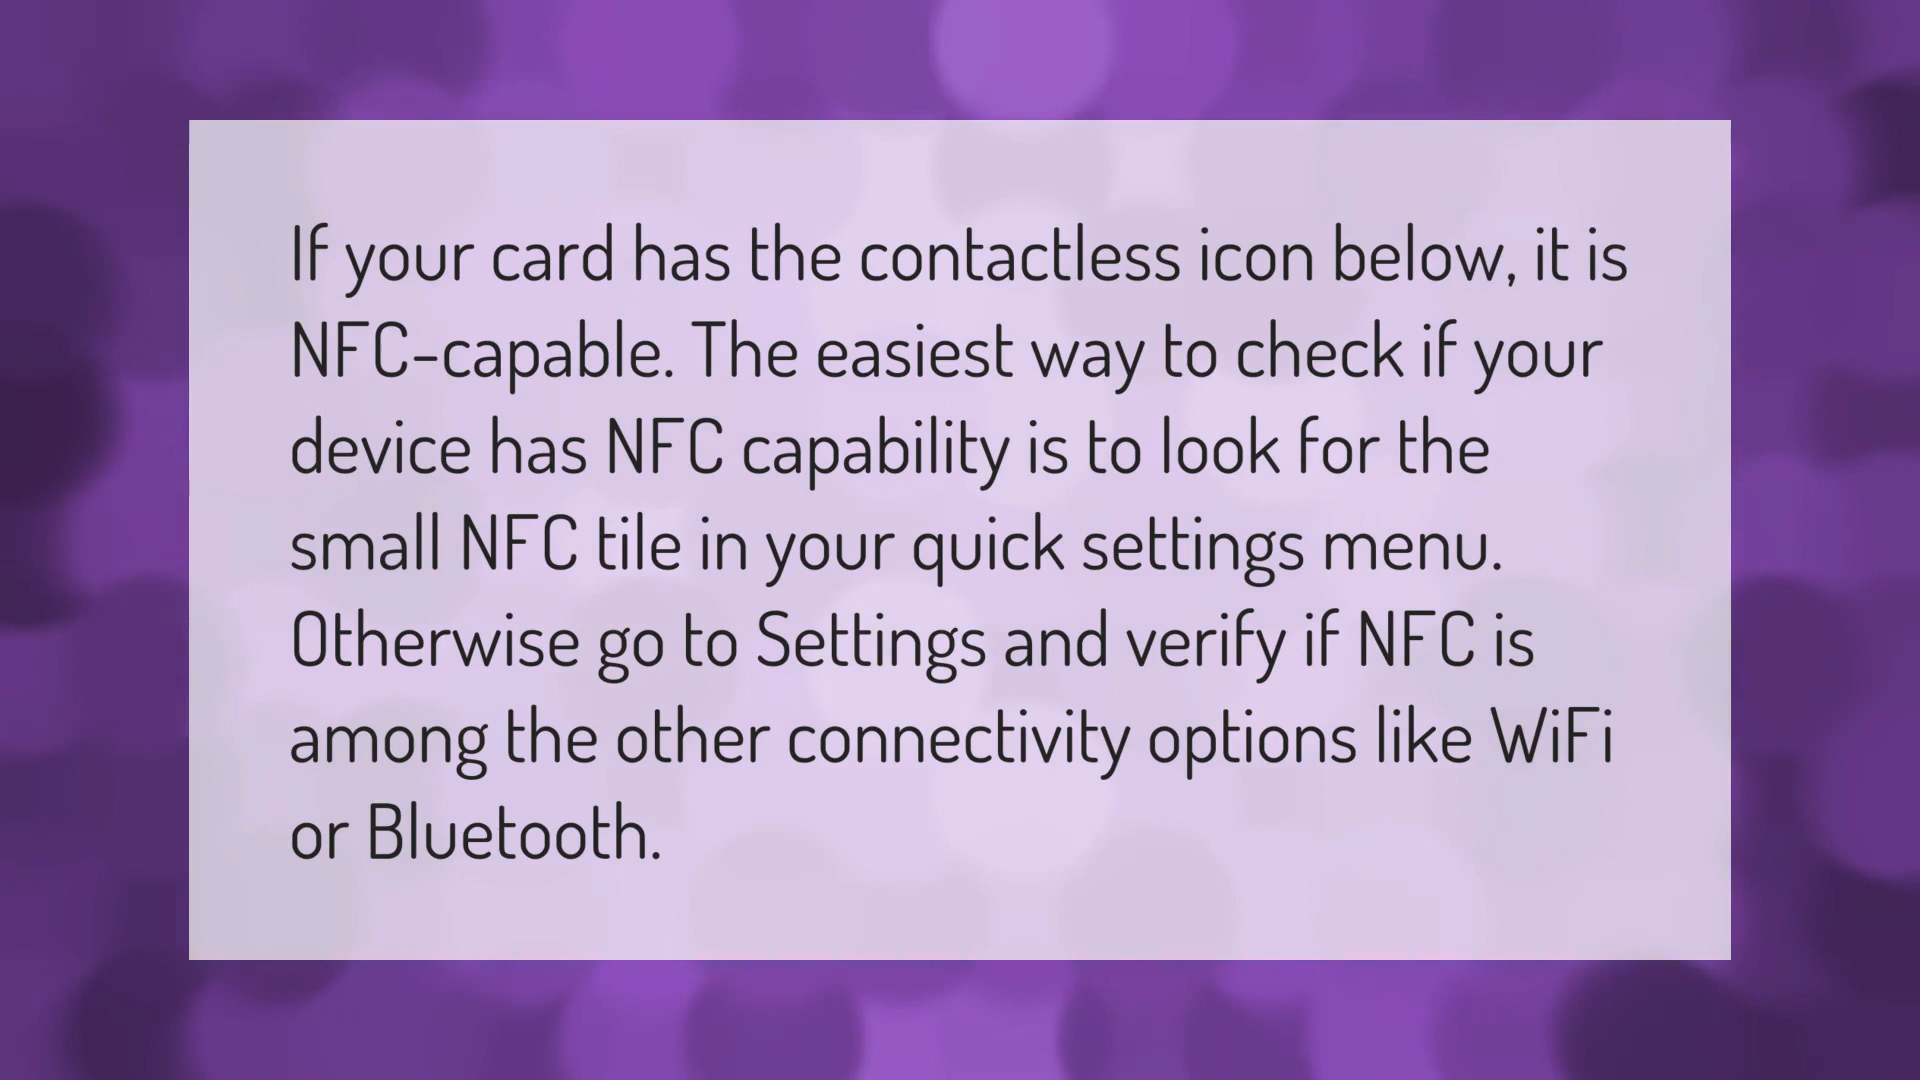 If your card has the contactless icon below, it is
NFC-capable. The easiest way to check if your
device has NFC capability is to look for the
small NFC tile in your quick settings menu.
Otherwise go to Settings and verify if NFC is
among the other connectivity options like WiFi
or Bluetooth.